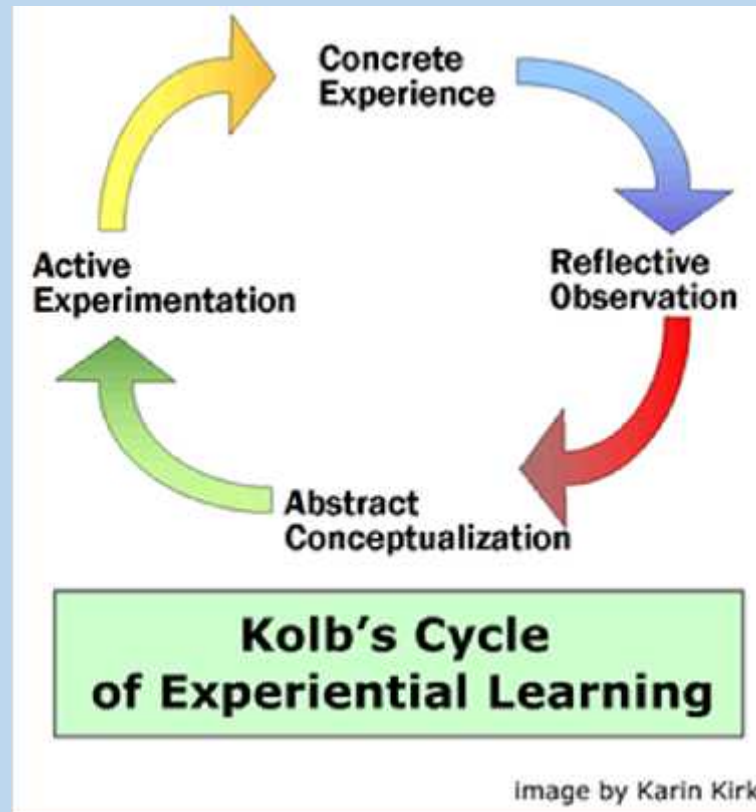 Concrete
Experience
Reflective
Observation
Abstract
Conceptualization
Active
Experimentation
Kolb's Cycle
of Experiential Learning
image by Karin Kirk